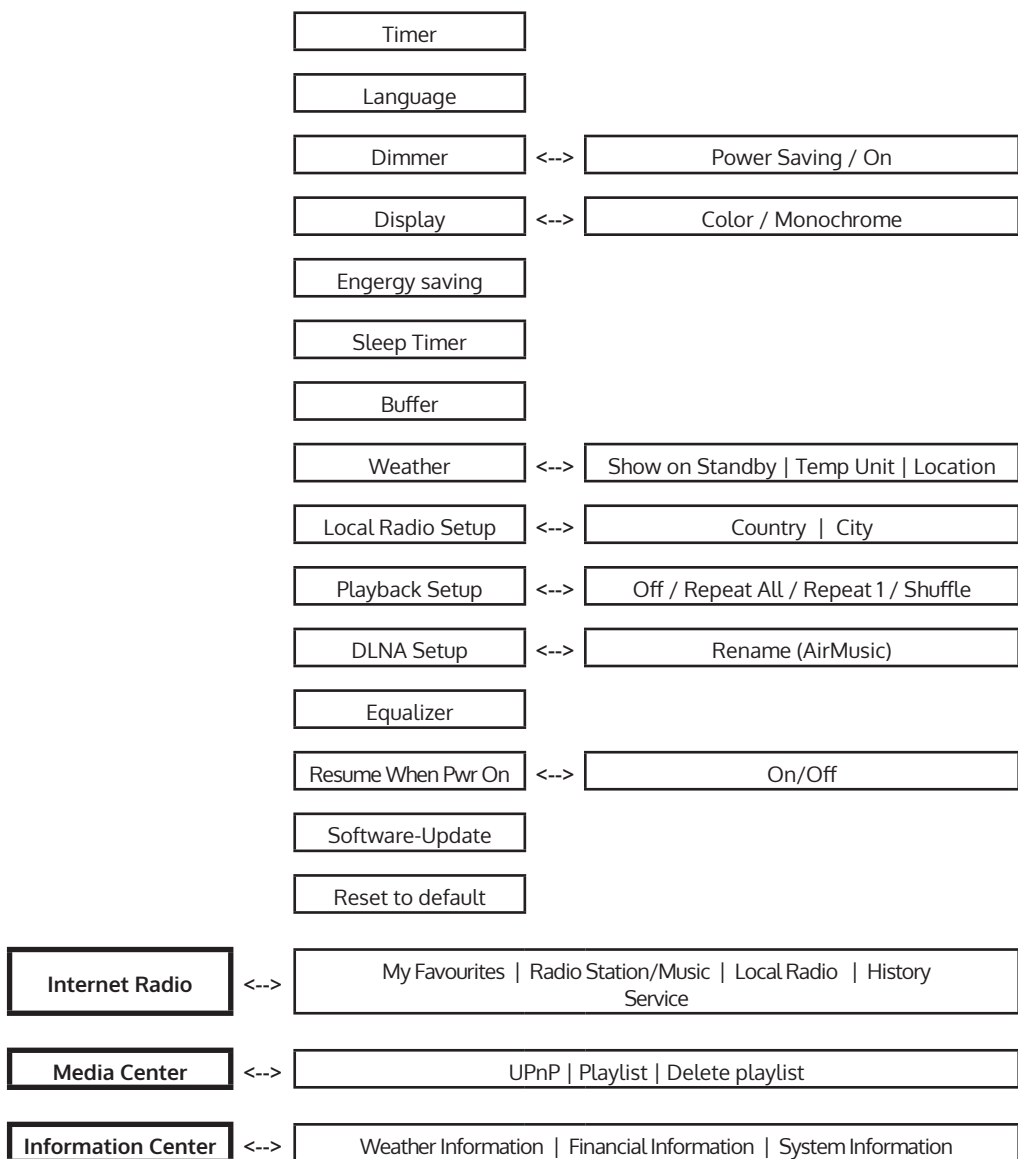 Timer
Language
Dimmer <--> Power Saving / On
Display <--> Color / Monochrome
Engergy saving
Sleep Timer
Buffer
Weather <--> Show on Standby | Temp Unit | Location
Local Radio Setup <--> Country | City
Playback Setup <--> Off / Repeat All / Repeat 1 / Shuffle
DLNA Setup <--> Rename (AirMusic)
Equalizer
Resume When Pwr On <--> On/Off
Software-Update
Reset to default
Internet Radio <--> My Favourites | Radio Station/Music | Local Radio | History
Service
Media Center <--> UPnP | Playlist | Delete playlist
Information Center <--> Weather Information | Financial Information | System Information